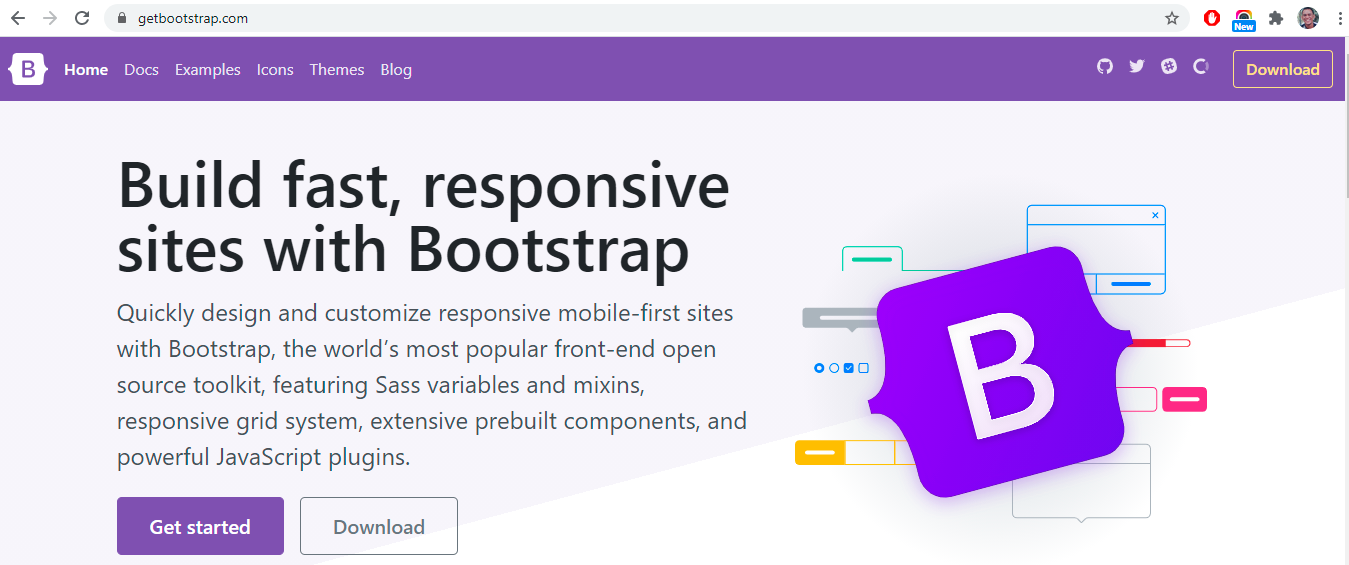 getbootstrap.com
New
B Home Docs Examples Icons Themes Blog Download
Build fast, responsive
sites with Bootstrap
Quickly design and customize responsive mobile-first sites
with Bootstrap, the world’s most popular front-end open
source toolkit, featuring Sass variables and mixins,
responsive grid system, extensive prebuilt components, and
powerful JavaScript plugins.
Get started Download
B